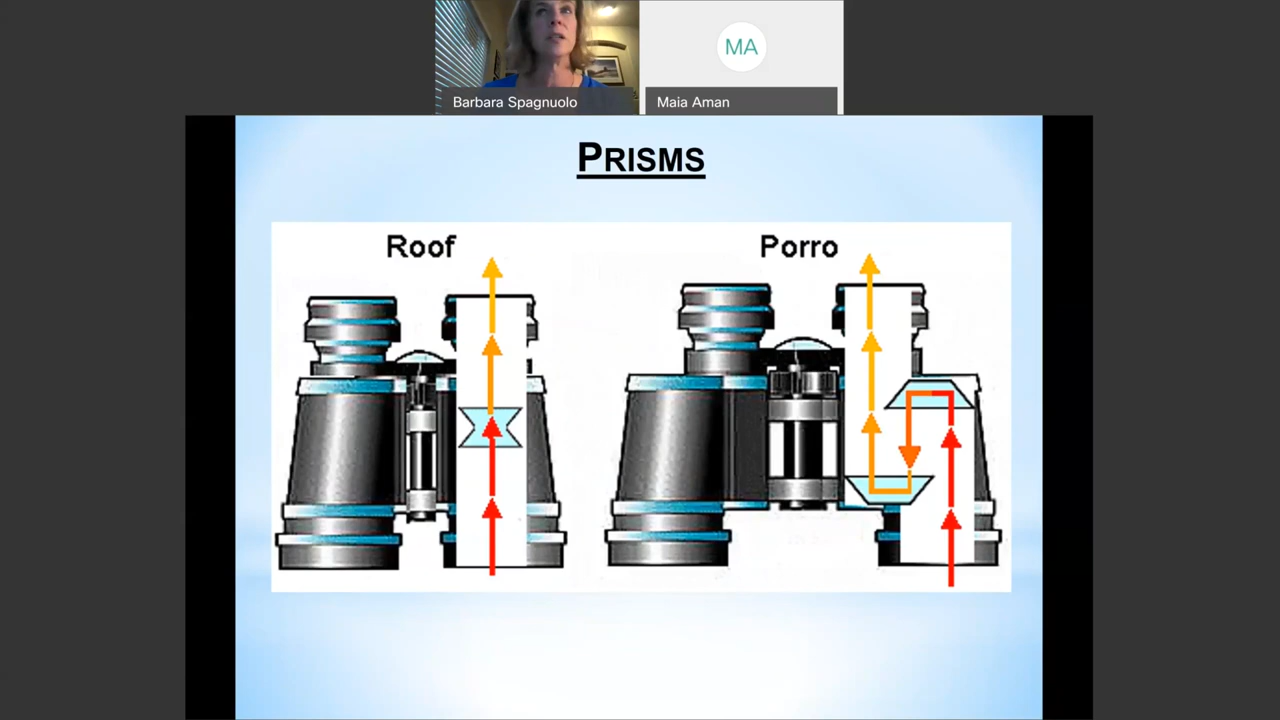 MA
Barbara Spagnuolo
Maia Aman
PRISMS
Roof
Porro